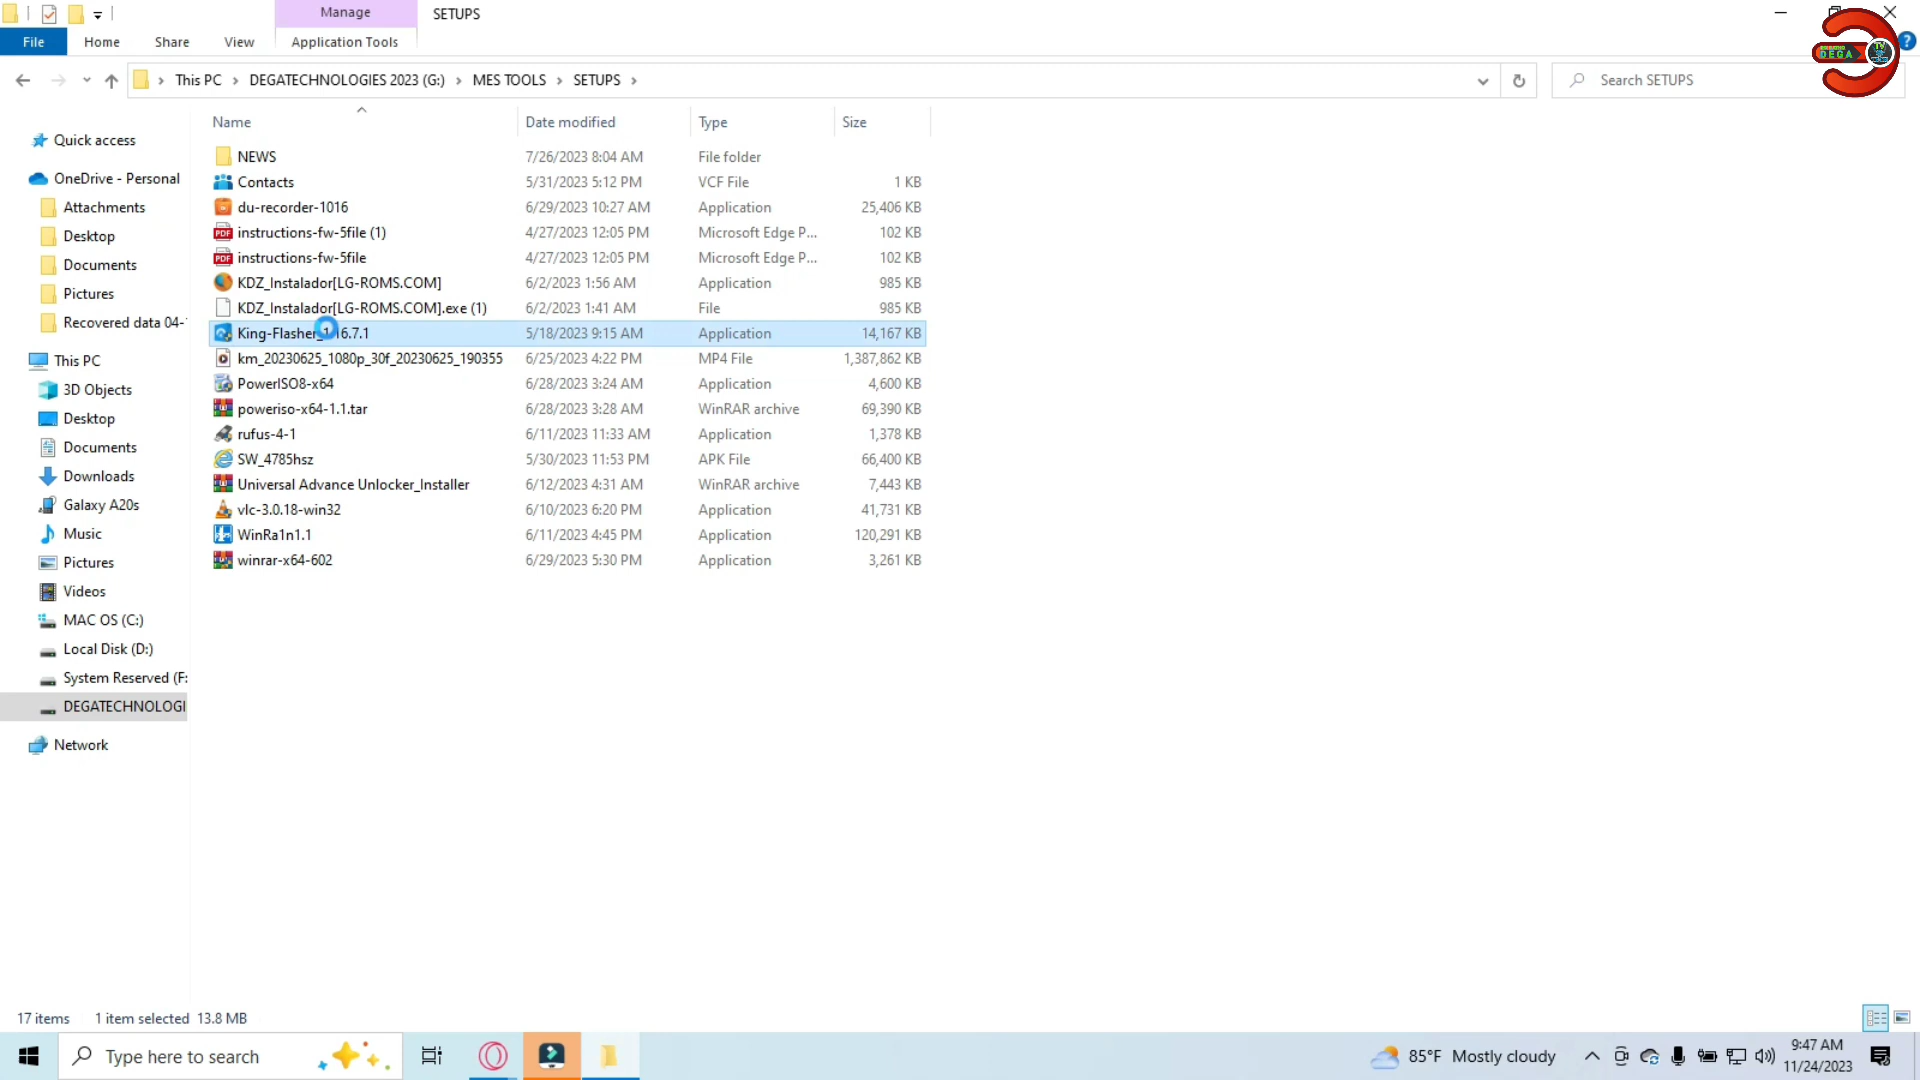 Manage
SETUPS
File
Home
Share
View
Application Tools
This PC
DEGATECHNOLOGIES 2023 (G:)
MES TOOLS
SETUPS
Search SETUPS
DEGA
TV
?
Name
Date modified
Type
Size
Quick access
OneDrive - Personal
Attachments
Desktop
Documents
Pictures
Recovered data 04-
This PC
3D Objects
Desktop
Documents
Downloads
Galaxy A20s
Music
Pictures
Videos
MAC OS (C:)
Local Disk (D:)
System Reserved (F:
DEGATECHNOLOGI
Network
NEWS 7/26/2023 8:04 AM File folder
Contacts 5/31/2023 5:12 PM VCF File 1 KB
du-recorder-1016 6/29/2023 10:27 AM Application 25,406 KB
instructions-fw-5file (1) 4/27/2023 12:05 PM Microsoft Edge P... 102 KB
instructions-fw-5file 4/27/2023 12:05 PM Microsoft Edge P... 102 KB
KDZ_Instalador[LG-ROMS.COM] 6/2/2023 1:56 AM Application 985 KB
KDZ_Instalador[LG-ROMS.COM].exe (1) 6/2/2023 1:41 AM File 985 KB
King-Flasher_1.16.7.1 5/18/2023 9:15 AM Application 14,167 KB
km_20230625_1080p_30f_20230625_190355 6/25/2023 4:22 PM MP4 File 1,387,862 KB
PowerISO8-x64 6/28/2023 3:24 AM Application 4,600 KB
poweriso-x64-1.1.tar 6/28/2023 3:28 AM WinRAR archive 69,390 KB
rufus-4-1 6/11/2023 11:33 AM Application 1,378 KB
SW_4785hsz 5/30/2023 11:53 PM APK File 66,400 KB
Universal Advance Unlocker_Installer 6/12/2023 4:31 AM WinRAR archive 7,443 KB
vlc-3.0.18-win32 6/10/2023 6:20 PM Application 41,731 KB
WinRa1n1.1 6/11/2023 4:45 PM Application 120,291 KB
winrar-x64-602 6/29/2023 5:30 PM Application 3,261 KB
17 items 1 item selected 13.8 MB
Type here to search
85°F Mostly cloudy
9:47 AM
11/24/2023